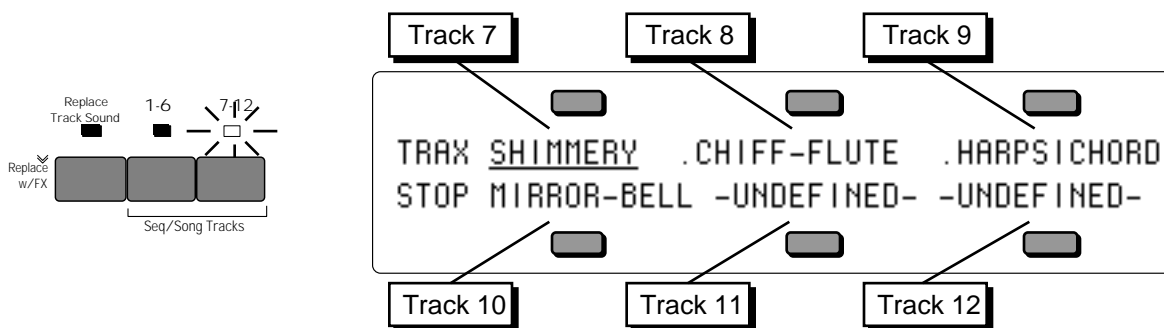 Track 7
Track 8
Track 9
Replace
Track Sound
1-6
7-12
Replace
w/FX
Seq/Song Tracks
TRAX SHIMMERY .CHIFF-FLUTE .HARPSICHORD
STOP MIRROR-BELL -UNDEFINED- -UNDEFINED-
Track 10
Track 11
Track 12